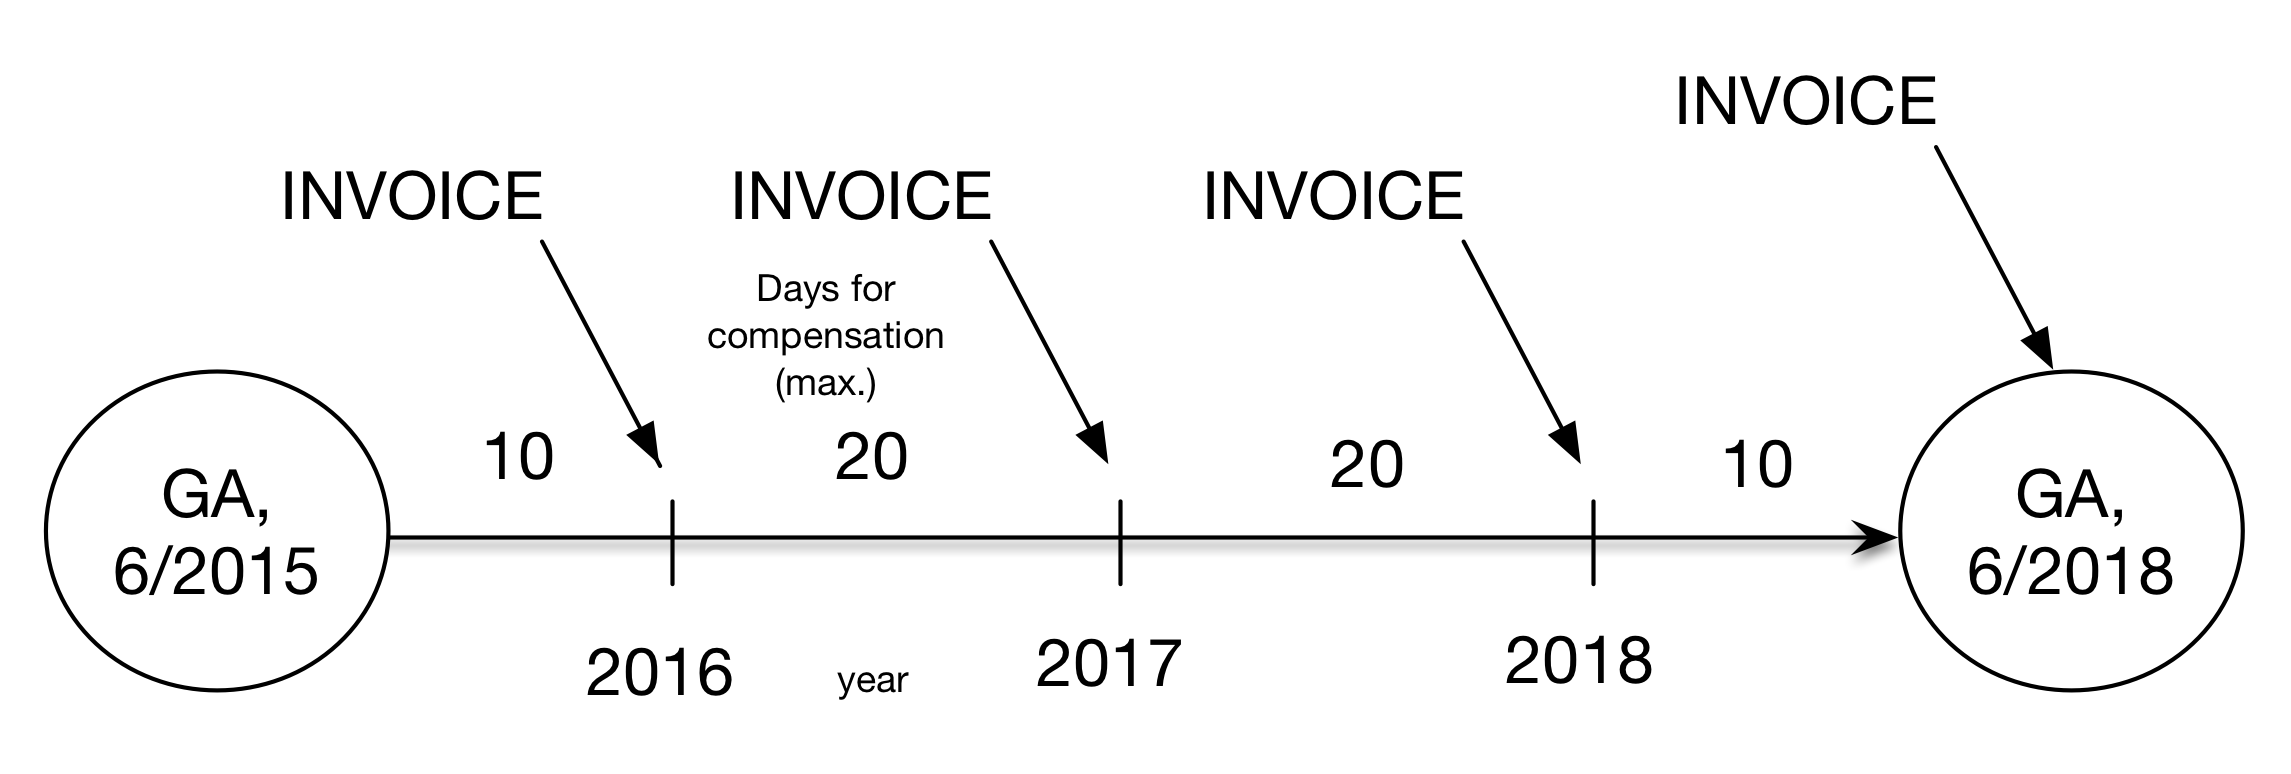 INVOICE
INVOICE
INVOICE
INVOICE
Days for
compensation
(max.)
10
20
20
10
GA,
6/2015
GA,
6/2018
2016
year
2017
2018